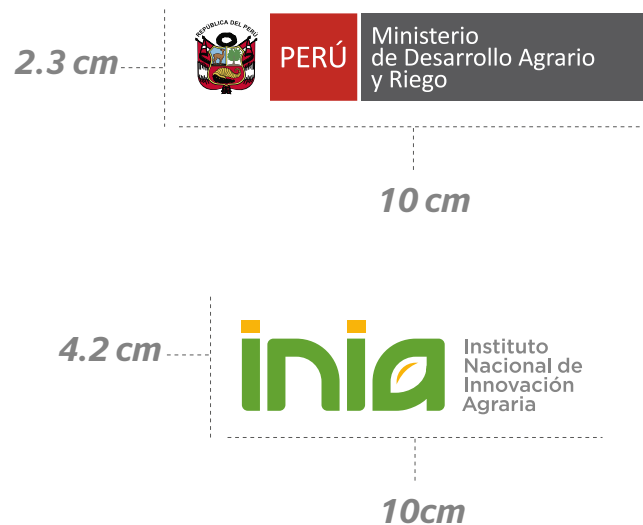 REPÚBLICA DEL PERÚ
2.3 cm
PERÚ
Ministerio
de Desarrollo Agrario
y Riego
10 cm
4.2 cm
inia
Instituto
Nacional de
Innovación
Agraria
10cm